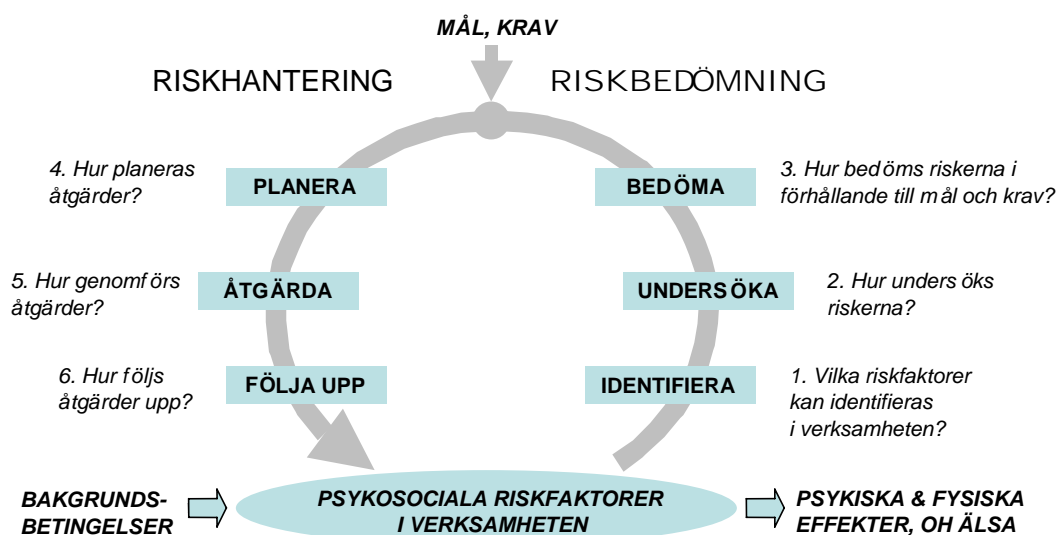 MÅL, KRAV
RISKHANTERING
RISKBEDÖMNING
4. Hur planeras
åtgärder?
PLANERA
BEDÖMA
3. Hur bedöms riskerna i
förhållande till mål och krav?
5. Hur genomförs
åtgärder?
ÅTGÄRDA
UNDERSÖKA
2. Hur undersöks
riskerna?
6. Hur följs
åtgärder upp?
FÖLJA UPP
IDENTIFIERA
1. Vilka riskfaktorer
kan identifieras
i verksamheten?
BAKGRUNDS-
BETINGELSER
PSYKOSOCIALA RISKFAKTORER
I VERKSAMHETEN
PSYKISKA & FYSISKA
EFFEKTER, OH ÄLSA